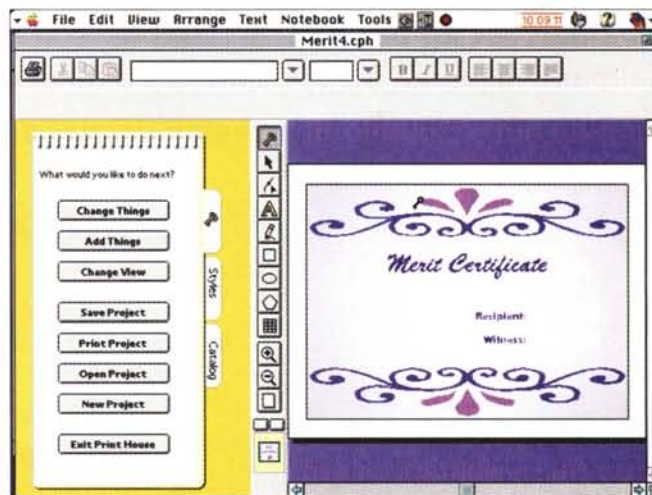 File Edit View Arrange Text Notebook Tools 10 09 11
Merit4.cph
B I U
What would you like to do next?
Change Things
Add Things
Change View
Save Project
Print Project
Open Project
New Project
Exit Print House
Styles
Catalog
A
Merit Certificate
Recipient:
Witness: